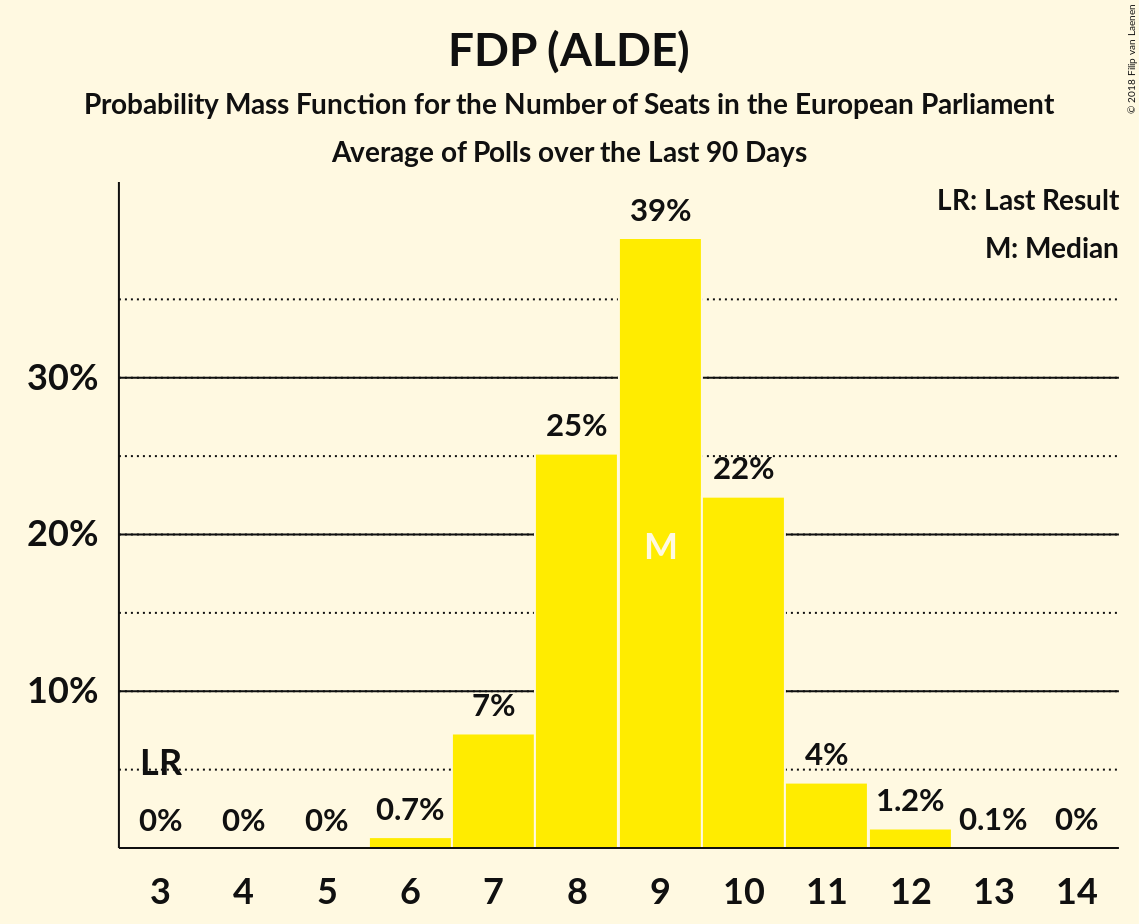 FDP (ALDE)
Probability Mass Function for the Number of Seats in the European Parliament
Average of Polls over the Last 90 Days
© 2018 Filip van Laenen
LR: Last Result
M: Median
39%
30%
25%
22%
20%
M
10%
7%
LR
4%
0% 0% 0% 0.7% 1.2% 0.1% 0%
3 4 5 6 7 8 9 10 11 12 13 14